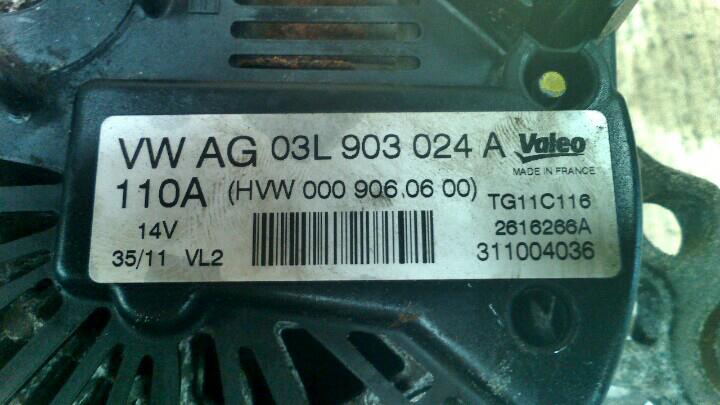 VW AG 03L 903 024 A Valeo
MADE IN FRANCE
110A (HVW 000 906.06 00) TG11C116
14V 2616266A
35/11 VL2 311004036